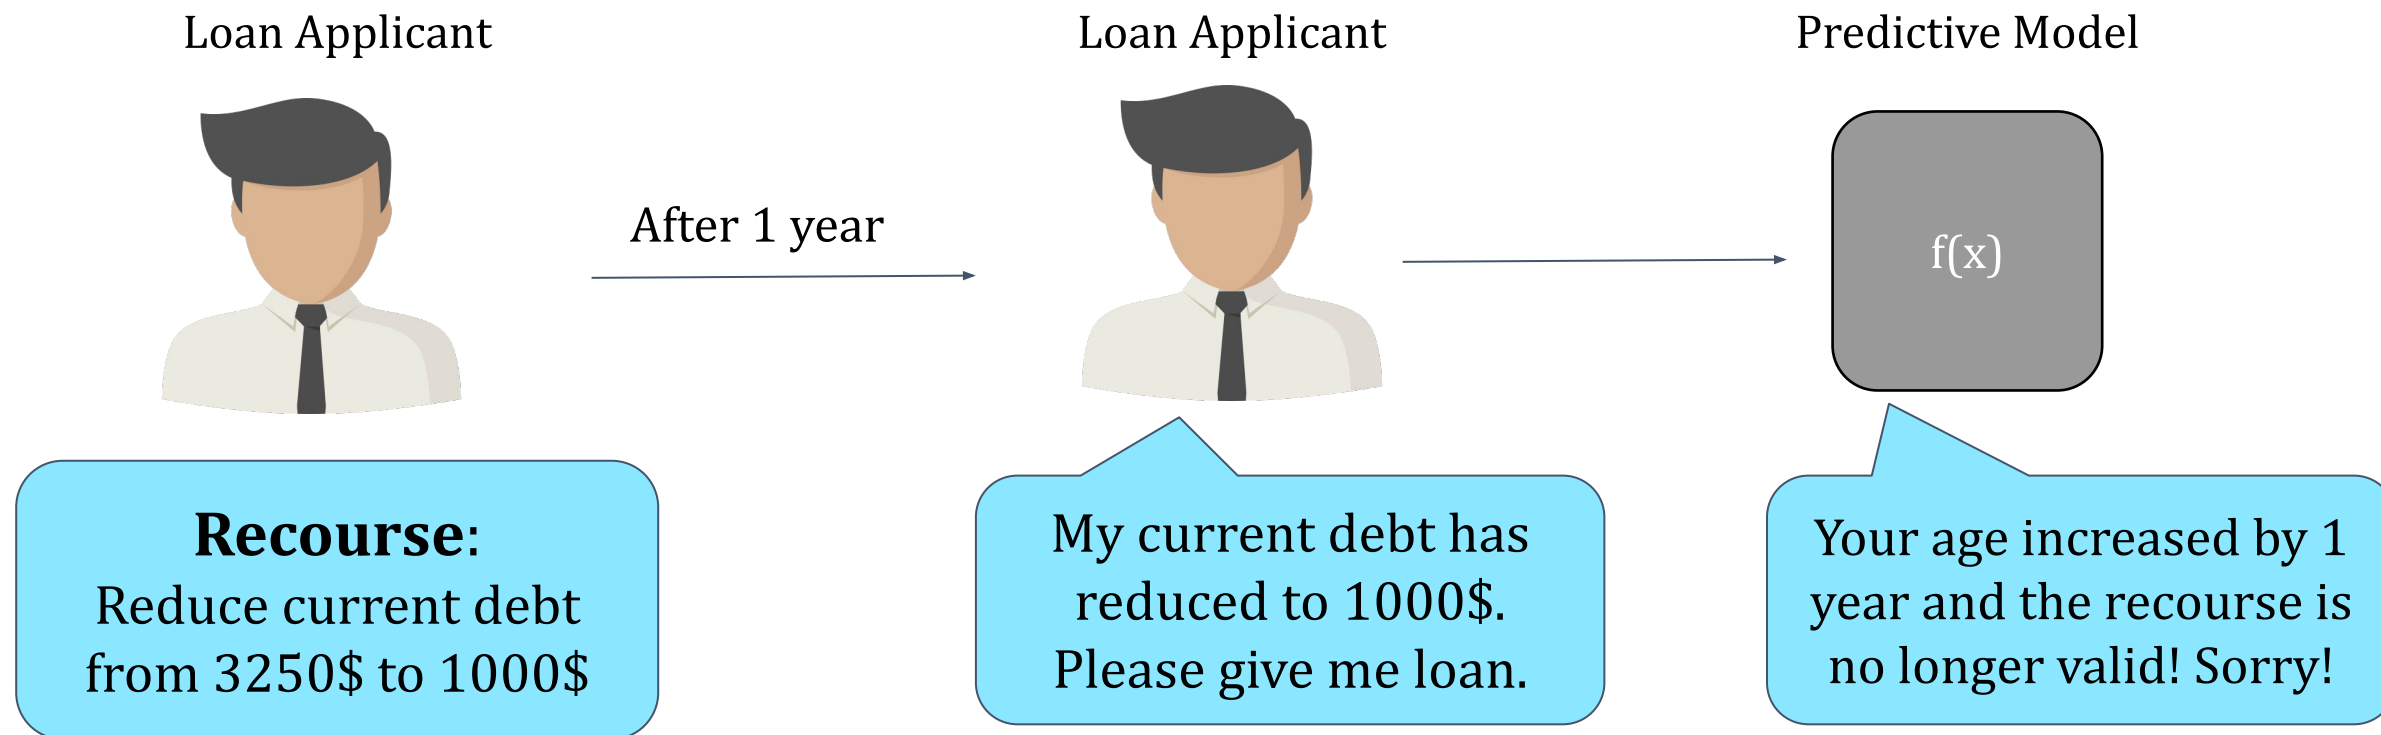 Loan Applicant
Loan Applicant
Predictive Model
After 1 year
f(x)
Recourse:
Reduce current debt
from 3250$ to 1000$
My current debt has
reduced to 1000$.
Please give me loan.
Your age increased by 1
year and the recourse is
no longer valid! Sorry!